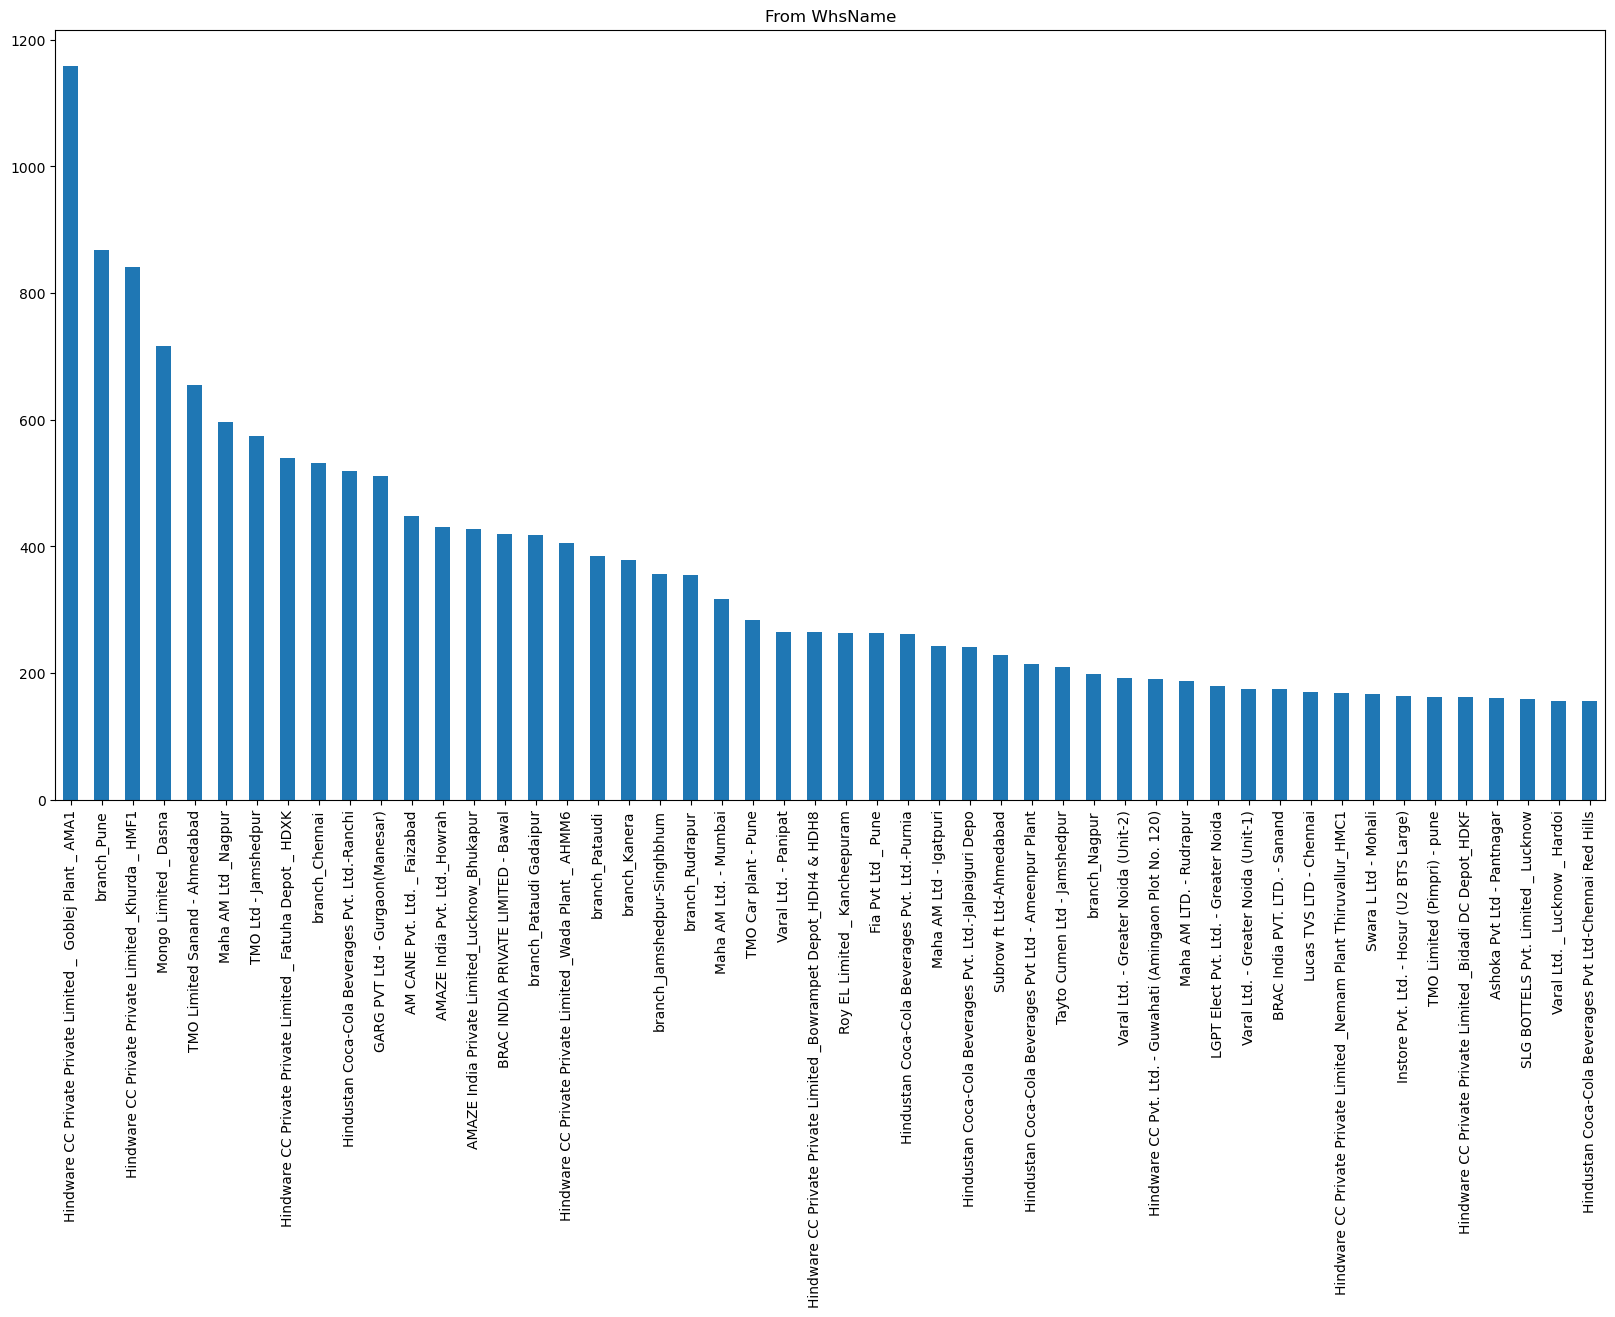 From WhsName
1200
1000
800
600
400
200
0
Hindware CC Private Private Limited _ Goblej Plant _ AMA1
branch_Pune
Hindware CC Private Private Limited _Khurda _ HMF1
Mongo Limited _ Dasna
TMO Limited Sanand - Ahmedabad
Maha AM Ltd _Nagpur
TMO Ltd - Jamshedpur
Hindware CC Private Private Limited _ Fatuha Depot _ HDXK
branch_Chennai
Hindustan Coca-Cola Beverages Pvt. Ltd.-Ranchi
GARG PVT Ltd - Gurgaon(Manesar)
AM CANE Pvt. Ltd. _ Faizabad
AMAZE India Pvt. Ltd._Howrah
AMAZE India Private Limited_Lucknow_Bhukapur
BRAC INDIA PRIVATE LIMITED - Bawal
branch_Pataudi Gadaipur
Hindware CC Private Private Limited _Wada Plant _ AHMM6
branch_Pataudi
branch_Kanera
branch_Jamshedpur-Singhbhum
branch_Rudrapur
Maha AM Ltd. - Mumbai
TMO Car plant - Pune
Varal Ltd. - Panipat
Hindware CC Private Private Limited _Bowrampet Depot_HDH4 & HDH8
Roy EL Limited _ Kancheepuram
Fia Pvt Ltd _ Pune
Hindustan Coca-Cola Beverages Pvt. Ltd.-Purnia
Maha AM Ltd - Igatpuri
Hindustan Coca-Cola Beverages Pvt. Ltd.-Jalpaiguri Depo
Subrow ft Ltd-Ahmedabad
Hindustan Coca-Cola Beverages Pvt Ltd - Ameenpur Plant
Tayto Cumen Ltd - Jamshedpur
branch_Nagpur
Varal Ltd. - Greater Noida (Unit-2)
Hindware CC Pvt. Ltd. - Guwahati (Amingaon Plot No. 120)
Maha AM LTD. - Rudrapur
LGPT Elect Pvt. Ltd. - Greater Noida
Varal Ltd. - Greater Noida (Unit-1)
BRAC India PVT. LTD. - Sanand
Lucas TVS LTD - Chennai
Hindware CC Private Private Limited _Nemam Plant Thiruvallur_HMC1
Swara L Ltd - Mohali
Instore Pvt. Ltd. - Hosur (U2 BTS Large)
TMO Limited (Pimpri) - pune
Hindware CC Private Private Limited _Bidadi DC Depot_HDKF
Ashoka Pvt Ltd - Pantnagar
SLG BOTTELS Pvt. Limited _ Lucknow
Varal Ltd. _ Lucknow _ Hardoi
Hindustan Coca-Cola Beverages Pvt Ltd-Chennai Red Hills